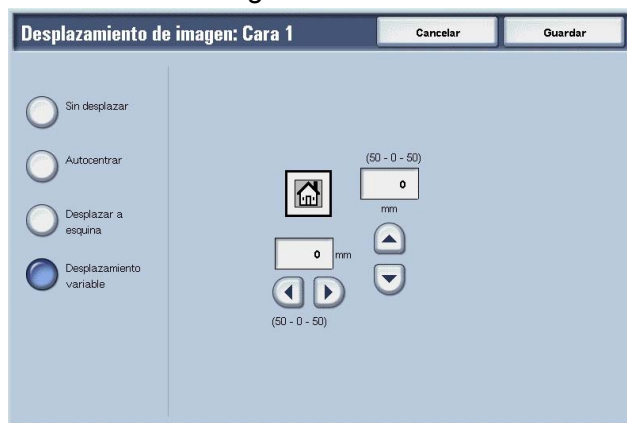 Desplazamiento de imagen: Cara 1
Cancelar
Guardar
Sin desplazar
Autocentrar
Desplazar a
esquina
Desplazamiento
variable
(50 - 0 - 50)
0
mm
0 mm
(50 - 0 - 50)